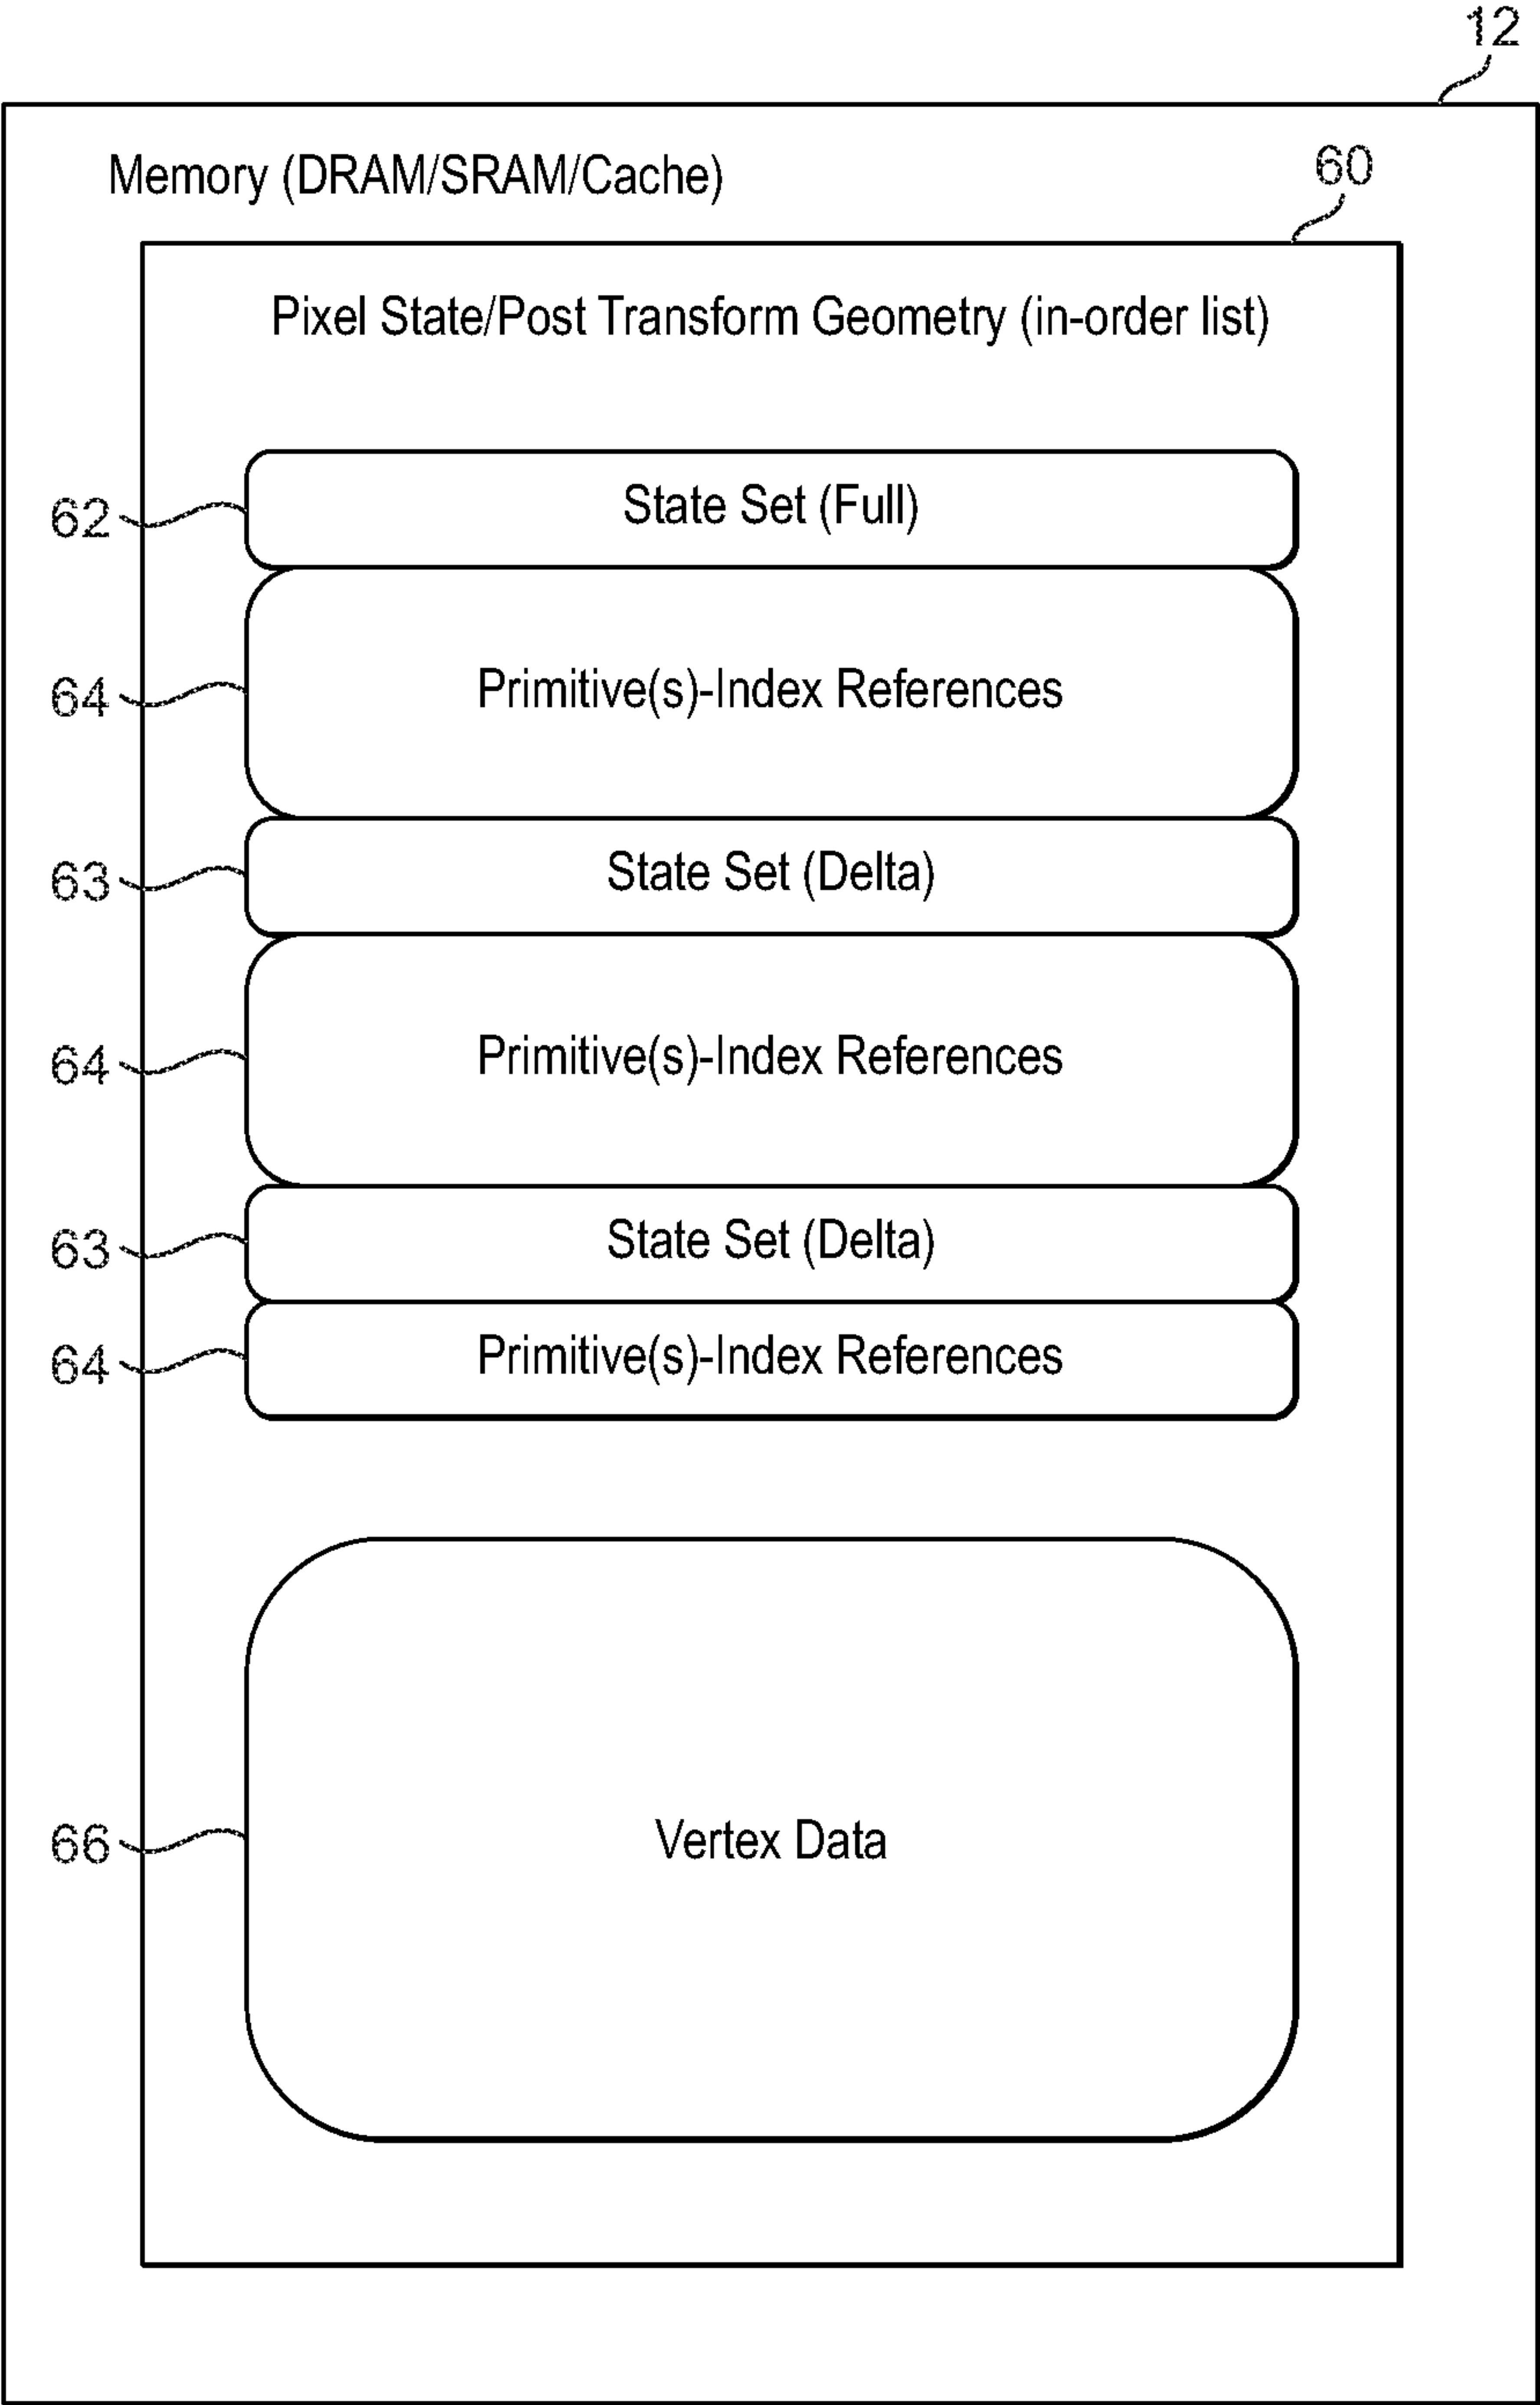 12
Memory (DRAM/SRAM/Cache)
60
Pixel State/Post Transform Geometry (in-order list)
62 State Set (Full)
64 Primitive(s)-Index References
63 State Set (Delta)
64 Primitive(s)-Index References
63 State Set (Delta)
64 Primitive(s)-Index References
66 Vertex Data